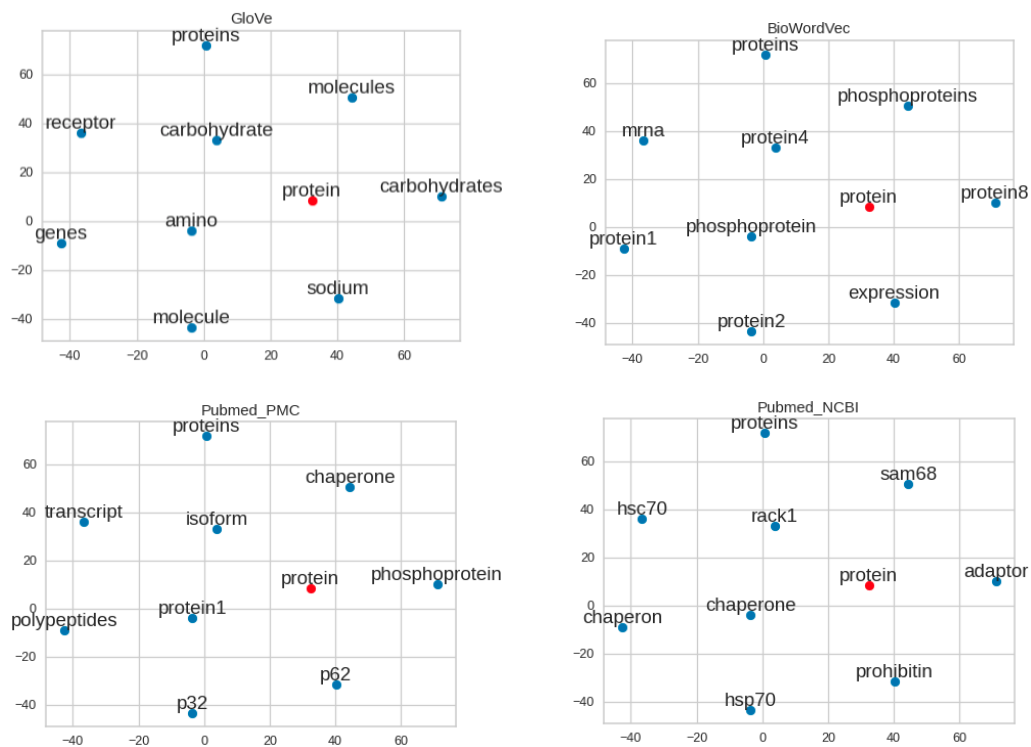 GloVe
proteins
60
molecules
40
receptor
carbohydrate
20
protein
carbohydrates
0
amino
genes
−20
sodium
−40
molecule
−40 −20 0 20 40 60
BioWordVec
proteins
60
phosphoproteins
40
mrna
protein4
20
protein
protein8
0
phosphoprotein
protein1
−20
expression
−40
protein2
−40 −20 0 20 40 60
Pubmed_PMC
proteins
60
chaperone
40
transcript
isoform
20
protein
phosphoprotein
0
protein1
polypeptides
−20
p62
−40
p32
−40 −20 0 20 40 60
Pubmed_NCBI
proteins
60
sam68
40
hsc70
rack1
20
protein
adaptor
0
chaperone
chaperon
−20
prohibitin
−40
hsp70
−40 −20 0 20 40 60